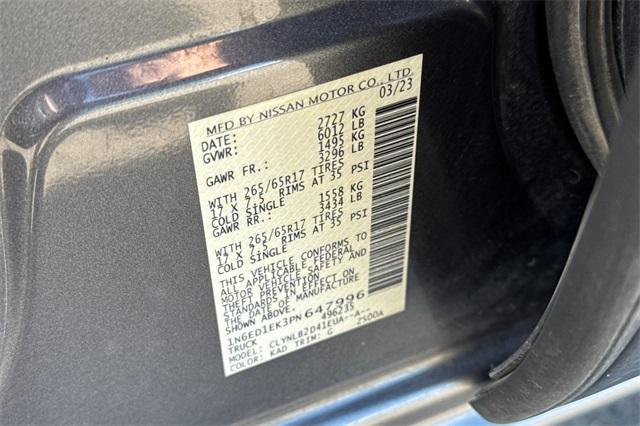 MFD BY NISSAN MOTOR CO., LTD.
DATE: 03/23
GVWR: 2727 KG
6012 LB
GAWR FR.: 1495 KG
3296 LB
WITH 265/65R17 TIRES
17 X 7.5 RIMS AT 35 PSI
COLD SINGLE
GAWR RR.: 1558 KG
3434 LB
WITH 265/65R17 TIRES
17 X 7.5 RIMS AT 35 PSI
COLD SINGLE
THIS VEHICLE CONFORMS TO
ALL APPLICABLE FEDERAL
MOTOR VEHICLE SAFETY AND
THEFT PREVENTION
STANDARDS IN EFFECT ON
THE DATE OF MANUFACTURE
SHOWN ABOVE.
1N6ED1EK3PN647996
TRUCK 496235
MODEL: CLYNLB2D41EUA--A--
COLOR: KAD TRIM: G 2S00A